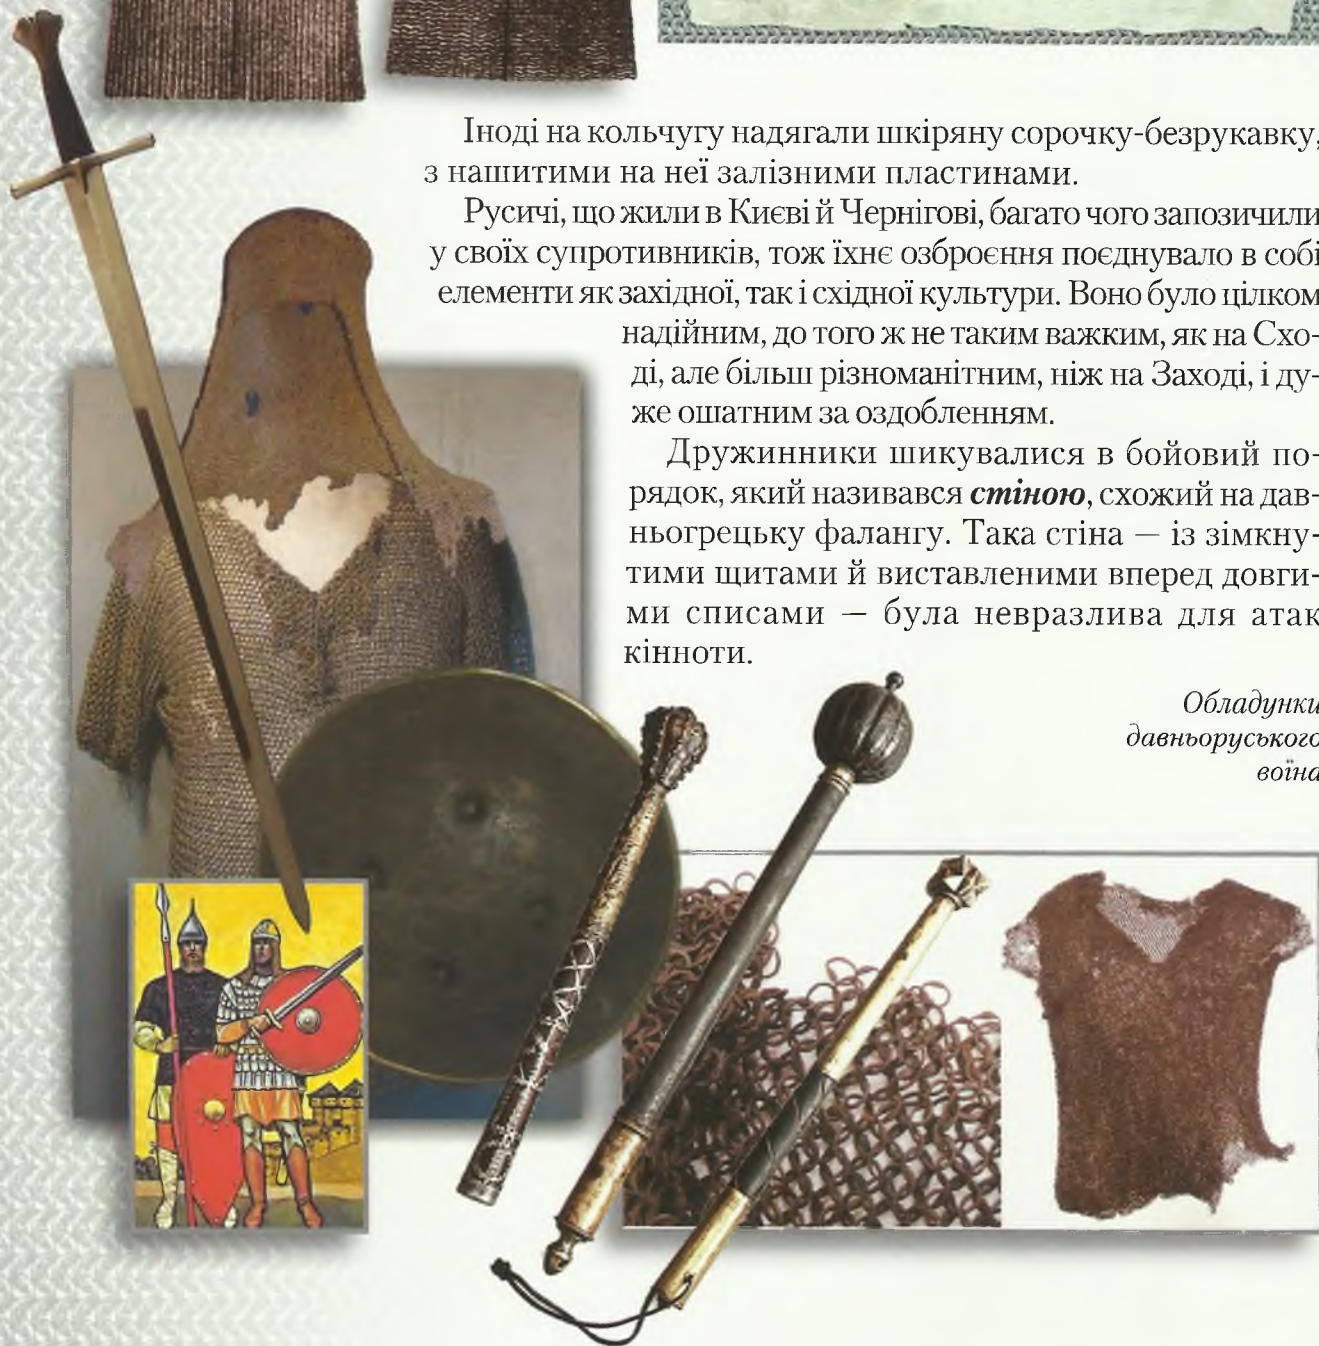 Іноді на кольчугу надягали шкіряну сорочку-безрукавку,
з нашитими на неї залізними пластинами.
Русичі, що жили в Києві й Чернігові, багато чого запозичили
у своїх супротивників, тож їхнє озброєння поєднувало в собі
елементи як західної, так і східної культури. Воно було цілком
надійним, до того ж не таким важким, як на Схо-
ді, але більш різноманітним, ніж на Заході, і ду-
же ошатним за оздобленням.
Дружинники шикувалися в бойовий по-
рядок, який називався стіною, схожий на дав-
ньогрецьку фалангу. Така стіна — із зімкну-
тими щитами й виставленими вперед довги-
ми списами — була невразлива для атак
кінноти.
Обладунки
давньоруського
воїна